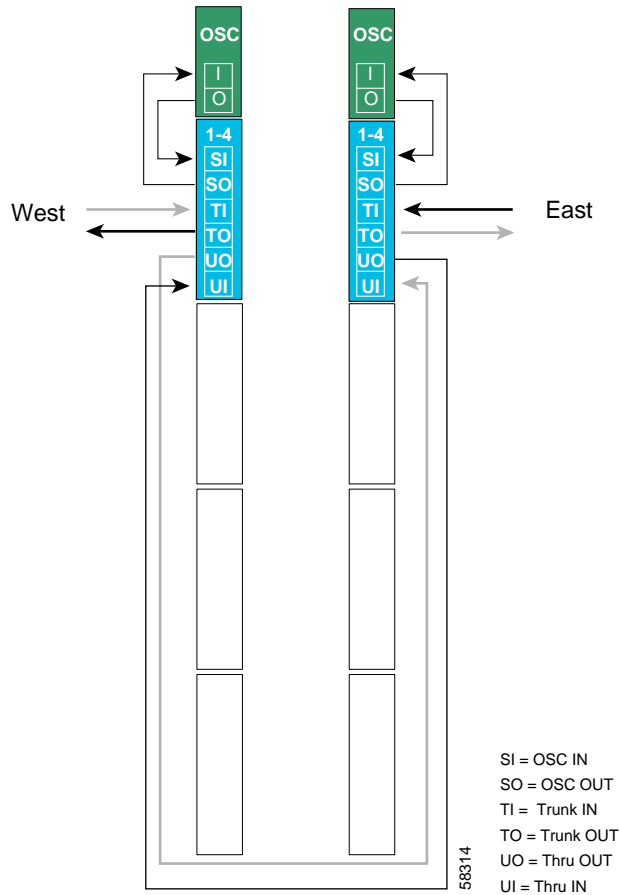 OSC
I
O
1-4
SI
SO
TI
TO
UO
UI
OSC
I
O
1-4
SI
SO
TI
TO
UO
UI
West
East
SI = OSC IN
SO = OSC OUT
TI = Trunk IN
TO = Trunk OUT
UO = Thru OUT
UI = Thru IN
58314